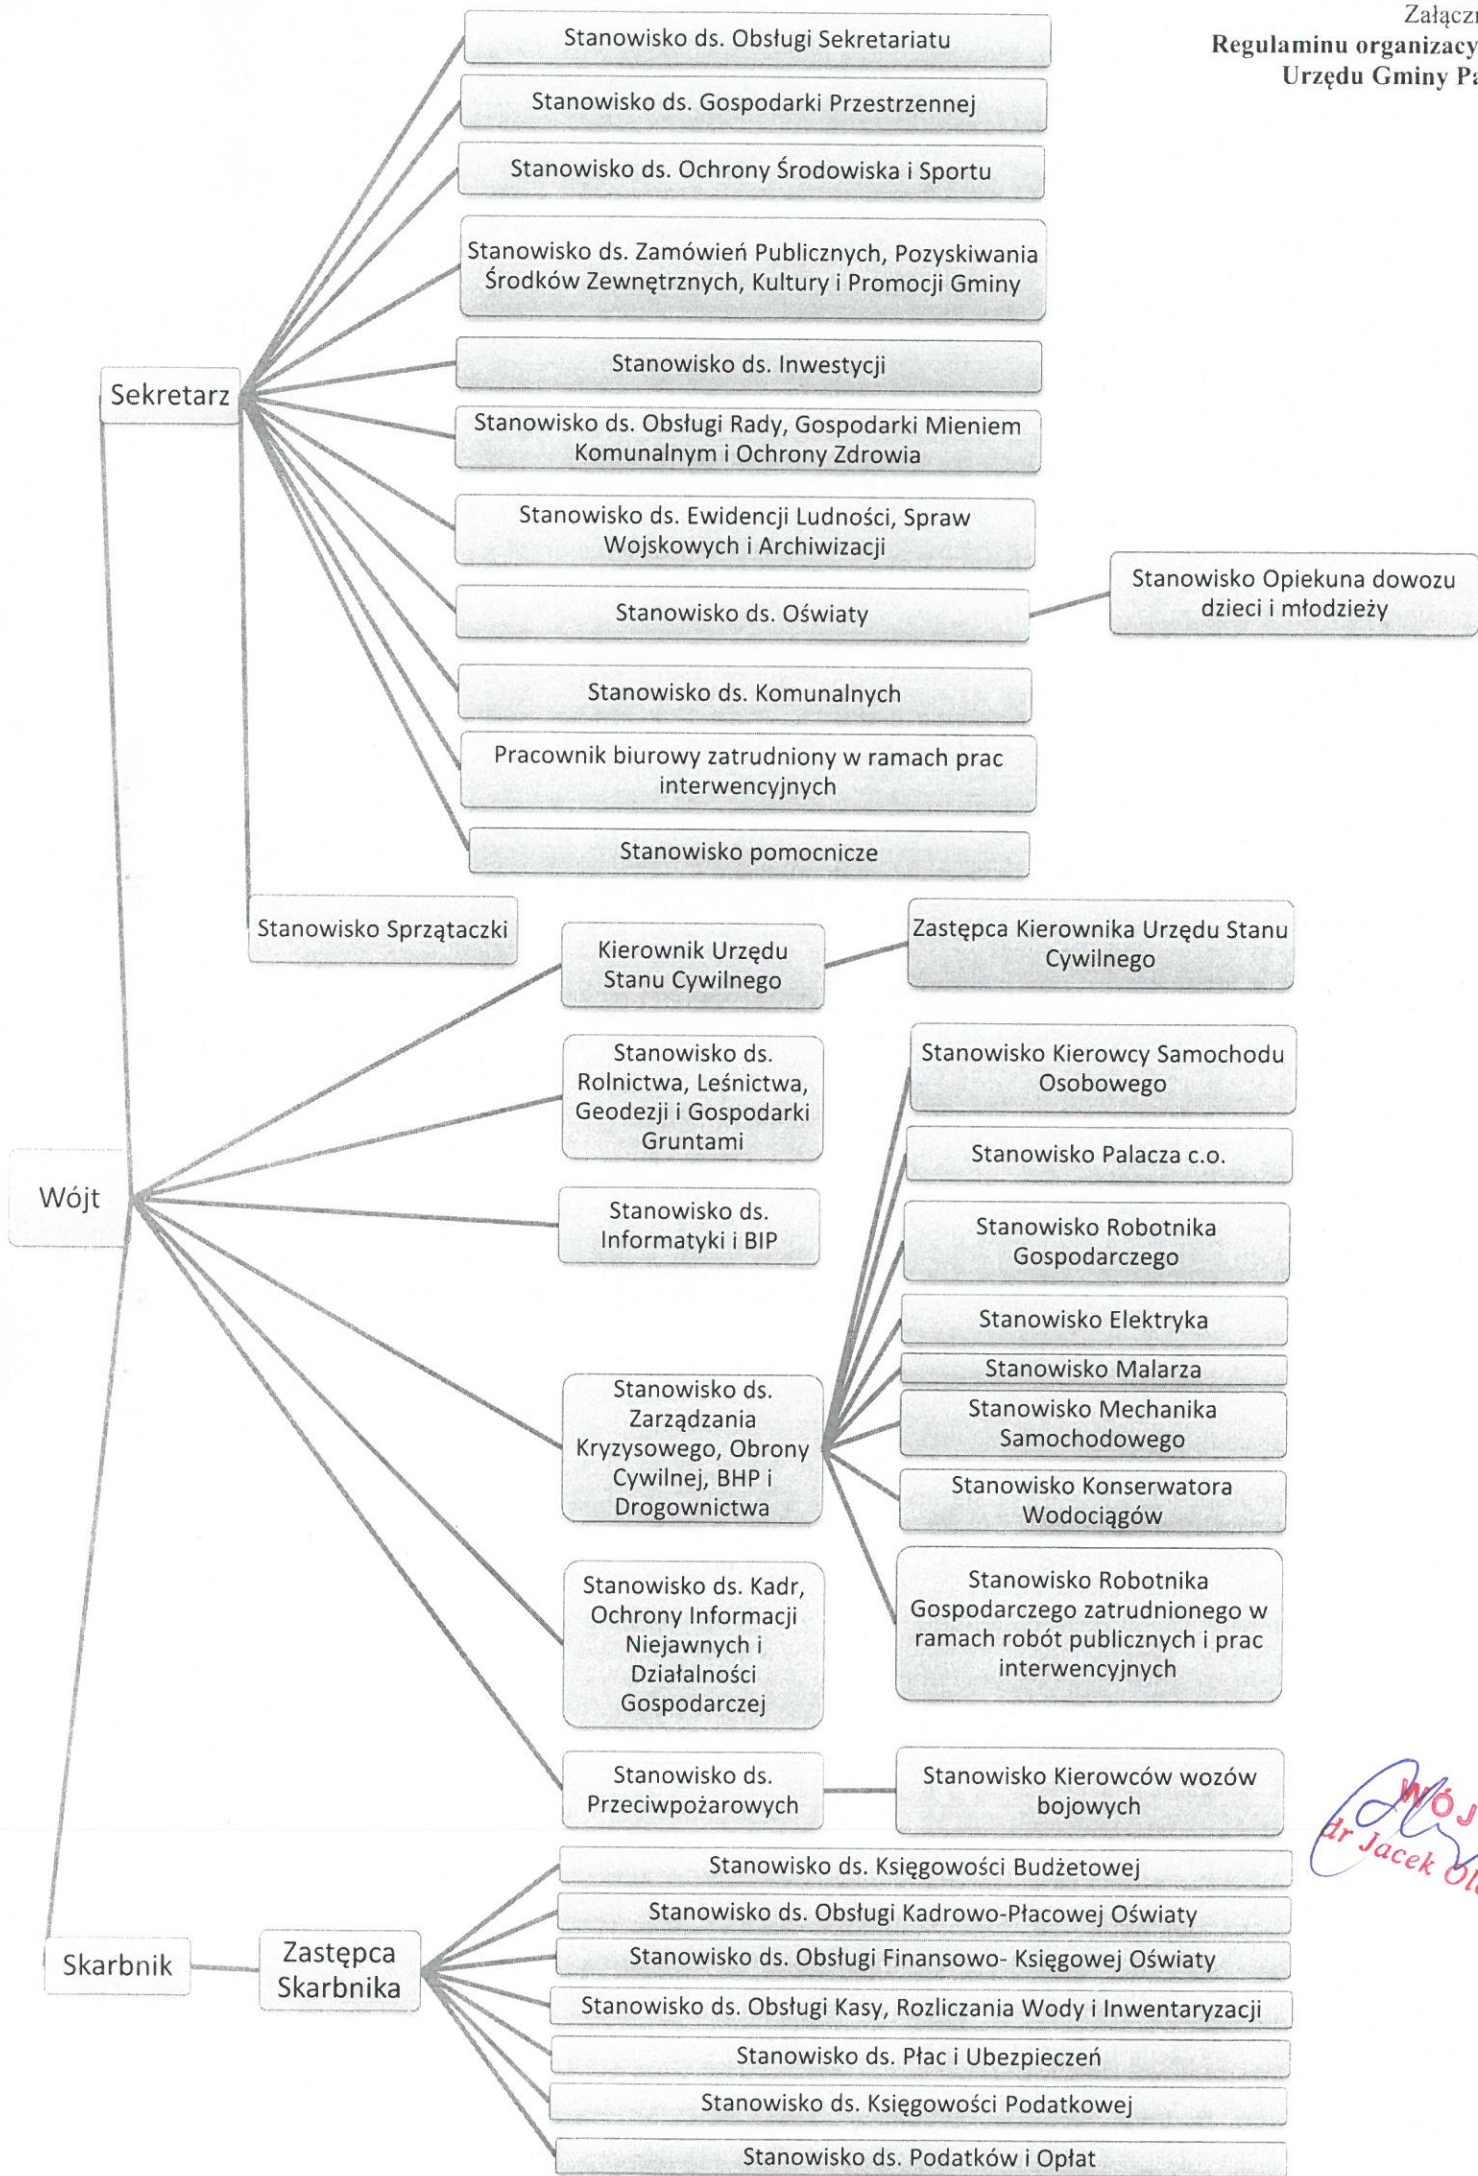 Załączn
Regulaminu organizacy
Urzędu Gminy Pa
Stanowisko ds. Obsługi Sekretariatu
Stanowisko ds. Gospodarki Przestrzennej
Stanowisko ds. Ochrony Środowiska i Sportu
Stanowisko ds. Zamówień Publicznych, Pozyskiwania
Środków Zewnętrznych, Kultury i Promocji Gminy
Stanowisko ds. Inwestycji
Sekretarz
Stanowisko ds. Obsługi Rady, Gospodarki Mieniem
Komunalnym i Ochrony Zdrowia
Stanowisko ds. Ewidencji Ludności, Spraw
Wojskowych i Archiwizacji
Stanowisko ds. Oświaty
Stanowisko Opiekuna dowozu
dzieci i młodzieży
Stanowisko ds. Komunalnych
Pracownik biurowy zatrudniony w ramach prac
interwencyjnych
Stanowisko pomocnicze
Stanowisko Sprzątaczki
Kierownik Urzędu
Stanu Cywilnego
Zastępca Kierownika Urzędu Stanu
Cywilnego
Stanowisko ds.
Rolnictwa, Leśnictwa,
Geodezji i Gospodarki
Gruntami
Wójt
Stanowisko ds.
Informatyki i BIP
Stanowisko ds.
Zarządzania
Kryzysowego, Obrony
Cywilnej, BHP i
Drogownictwa
Stanowisko Kierowcy Samochodu
Osobowego
Stanowisko Palacza c.o.
Stanowisko Robotnika
Gospodarczego
Stanowisko Elektryka
Stanowisko Malarza
Stanowisko Mechanika
Samochodowego
Stanowisko Konserwatora
Wodociągów
Stanowisko Robotnika
Gospodarczego zatrudnionego w
ramach robót publicznych i prac
interwencyjnych
Stanowisko ds. Kadr,
Ochrony Informacji
Niejawnych i
Działalności
Gospodarczej
Stanowisko ds.
Przeciwpożarowych
Stanowisko Kierowców wozów
bojowych
WÓJ
dr Jacek Ol
Skarbnik
Zastępca
Skarbnika
Stanowisko ds. Księgowości Budżetowej
Stanowisko ds. Obsługi Kadrowo-Płacowej Oświaty
Stanowisko ds. Obsługi Finansowo- Księgowej Oświaty
Stanowisko ds. Obsługi Kasy, Rozliczania Wody i Inwentaryzacji
Stanowisko ds. Płac i Ubezpieczeń
Stanowisko ds. Księgowości Podatkowej
Stanowisko ds. Podatków i Opłat